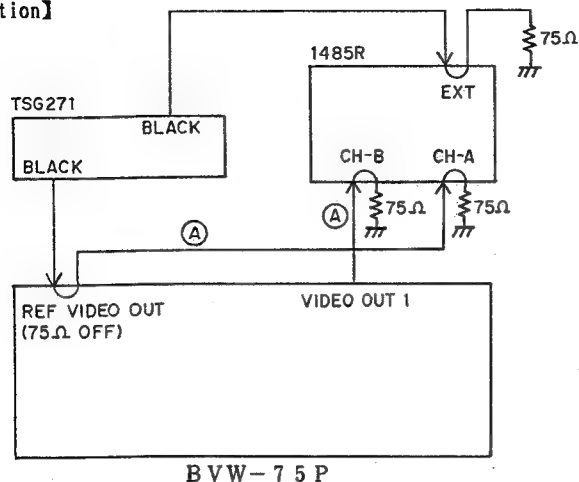 tion】
75Ω
1485R
EXT
TSG271
BLACK
BLACK
CH-B
CH-A
Ⓐ
75Ω
75Ω
Ⓐ
REF VIDEO OUT
(75Ω OFF)
VIDEO OUT 1
BVW-75P